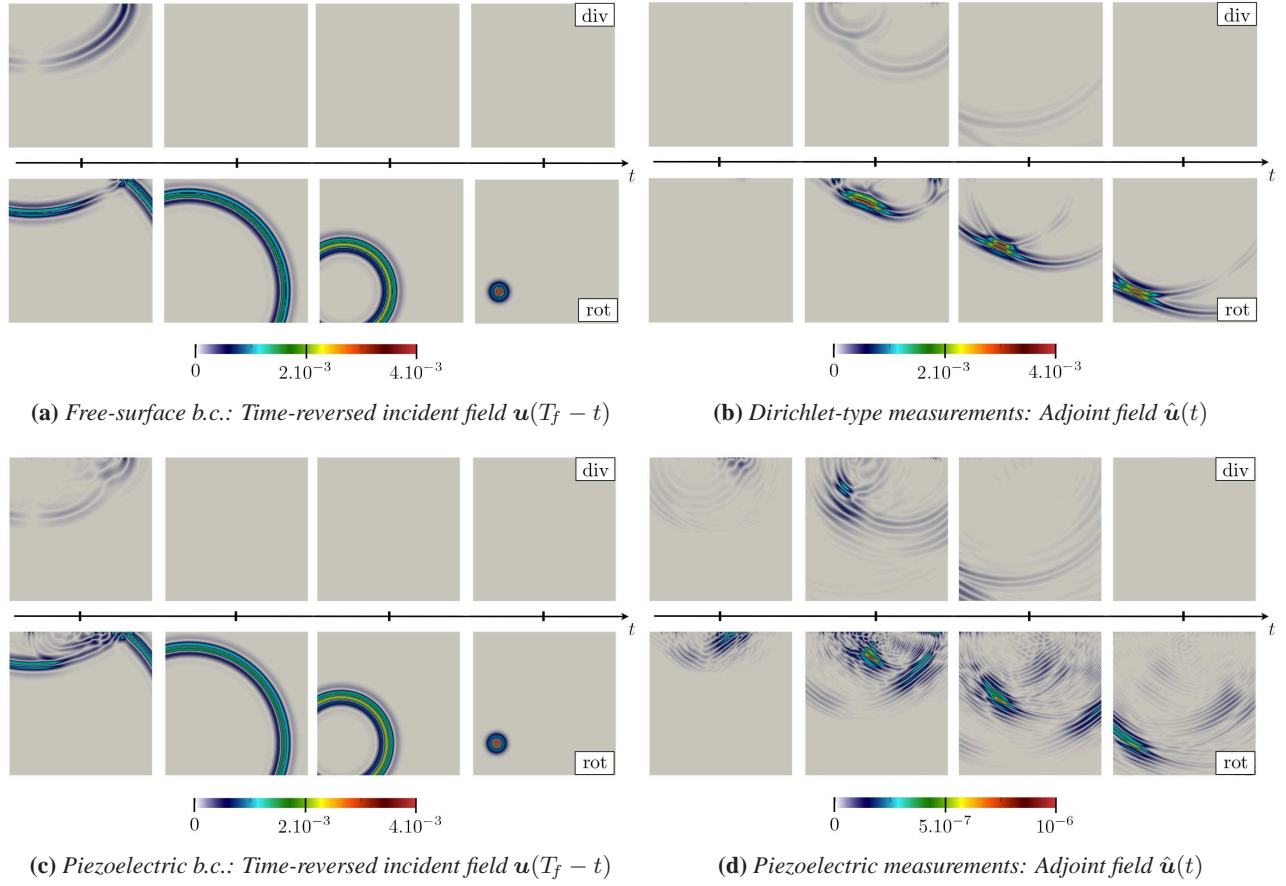 div
t
rot
0 2.10⁻³ 4.10⁻³
(a) Free-surface b.c.: Time-reversed incident field u(T_f − t)
div
t
rot
0 2.10⁻³ 4.10⁻³
(b) Dirichlet-type measurements: Adjoint field û(t)
div
t
rot
0 2.10⁻³ 4.10⁻³
(c) Piezoelectric b.c.: Time-reversed incident field u(T_f − t)
div
t
rot
0 5.10⁻⁷ 10⁻⁶
(d) Piezoelectric measurements: Adjoint field û(t)